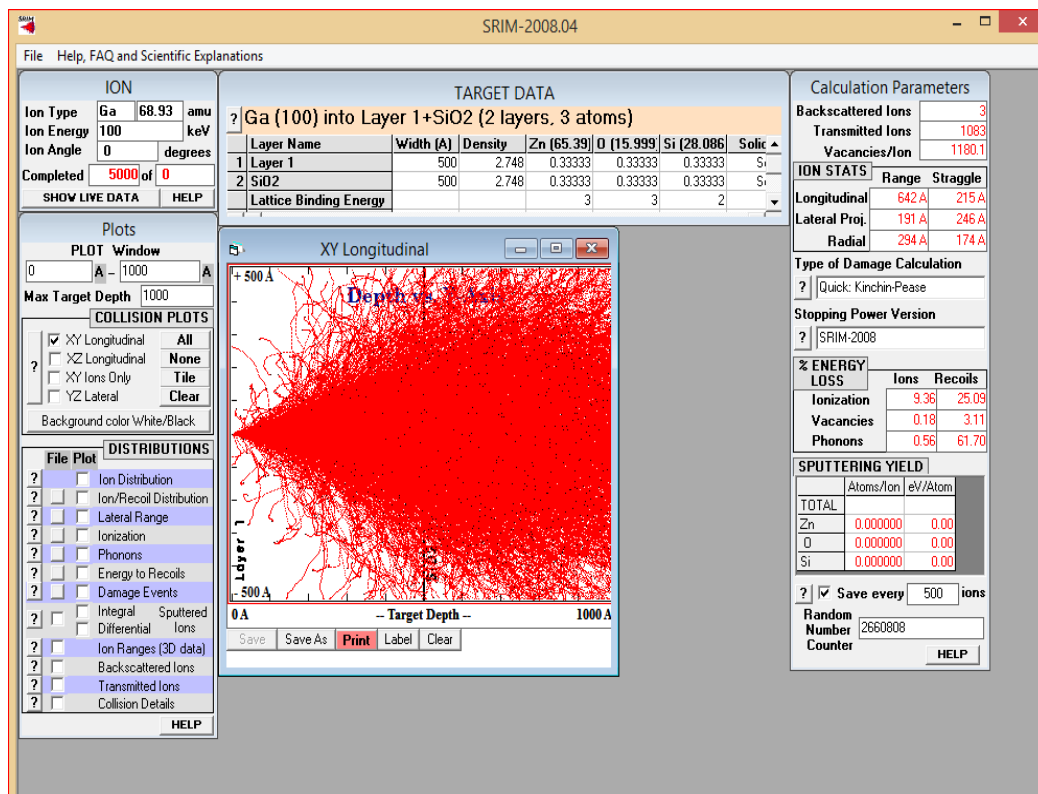 SRIM-2008.04
File Help, FAQ and Scientific Explanations
ION
Ion Type Ga 68.93 amu
Ion Energy 100 keV
Ion Angle 0 degrees
Completed 5000 of 0
SHOW LIVE DATA HELP
TARGET DATA
? Ga (100) into Layer 1+SiO2 (2 layers, 3 atoms)
Layer Name Width (A) Density Zn (65.39) O (15.999) Si (28.086
1 Layer 1 500 2.748 0.33333 0.33333 0.33333
2 SiO2 500 2.748 0.33333 0.33333 0.33333
Lattice Binding Energy 3 3 2
Calculation Parameters
Backscattered Ions 3
Transmitted Ions 1083
Vacancies/Ion 1180.1
ION STATS Range Straggle
Longitudinal 642 A 215 A
Lateral Proj. 191 A 246 A
Radial 294 A 174 A
Type of Damage Calculation
? Quick: Kinchin-Pease
Stopping Power Version
? SRIM-2008
% ENERGY LOSS Ions Recoils
Ionization 9.36 25.09
Vacancies 0.18 3.11
Phonons 0.56 61.70
SPUTTERING YIELD
Atoms/Ion eV/Atom
TOTAL
Zn 0.000000 0.00
O 0.000000 0.00
Si 0.000000 0.00
? Save every 500 ions
Random Number Counter 2660808
HELP
Plots
PLOT Window
0 A - 1000 A
Max Target Depth 1000
COLLISION PLOTS
? XY Longitudinal All
XZ Longitudinal None
XY Ions Only Tile
YZ Lateral Clear
Background color White/Black
DISTRIBUTIONS
File Plot
? Ion Distribution
? Ion/Recoil Distribution
? Lateral Range
? Ionization
? Phonons
? Energy to Recoils
? Damage Events
? Integral Sputtered
Differential Ions
? Ion Ranges (3D data)
? Backscattered Ions
? Transmitted Ions
? Collision Details
HELP
XY Longitudinal
+ 500 A
Depth vs.
Layer 1
- 500 A
0 A -- Target Depth -- 1000 A
Save Save As Print Label Clear